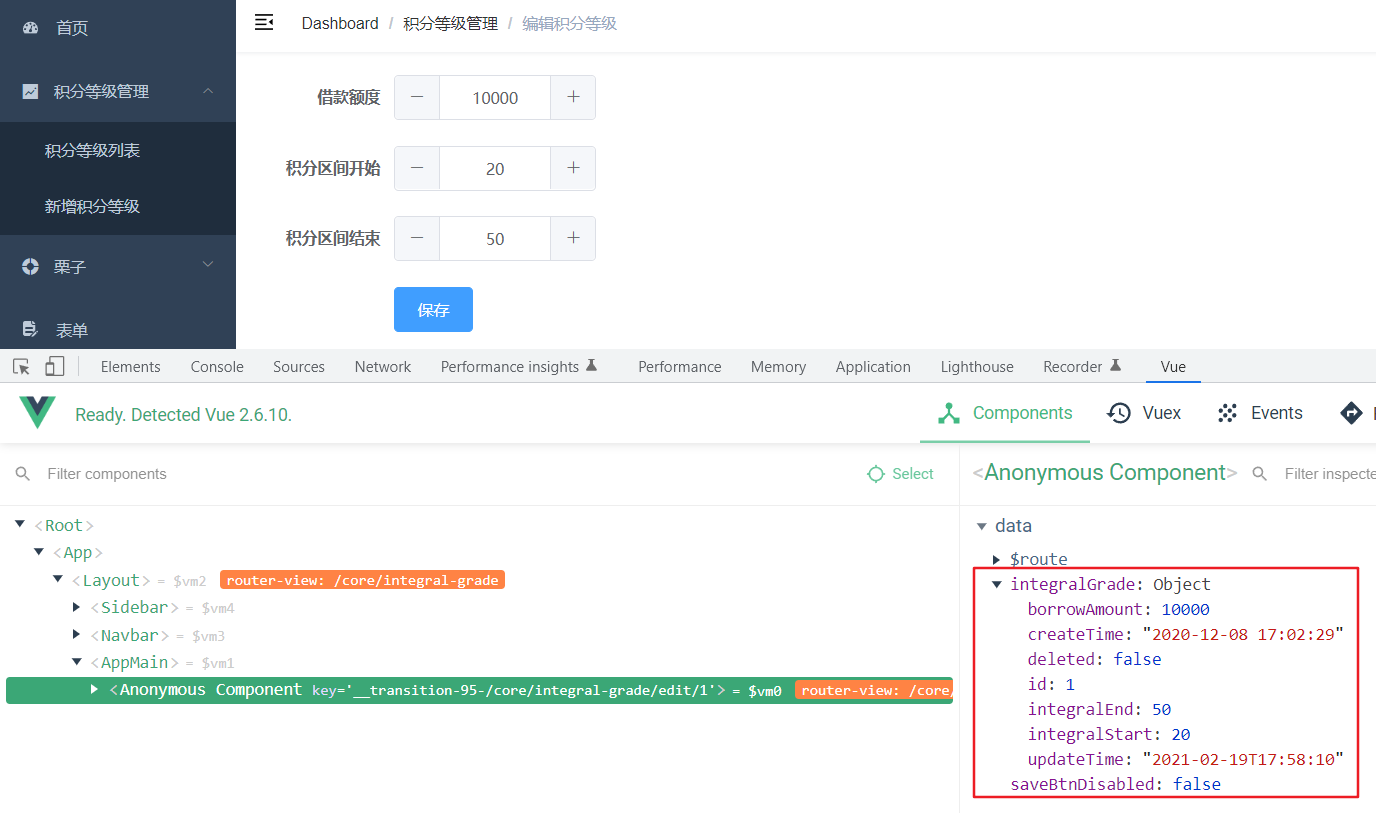 首页
积分等级管理
积分等级列表
新增积分等级
栗子
表单
Dashboard / 积分等级管理 / 编辑积分等级
借款额度 − 10000 +
积分区间开始 − 20 +
积分区间结束 − 50 +
保存
Elements Console Sources Network Performance insights Performance Memory Application Lighthouse Recorder Vue
Ready. Detected Vue 2.6.10.
Components Vuex Events
Filter components
Select
<Root>
<App>
<Layout> = $vm2 router-view: /core/integral-grade
<Sidebar> = $vm4
<Navbar> = $vm3
<AppMain> = $vm1
<Anonymous Component key='__transition-95-/core/integral-grade/edit/1'> = $vm0 router-view: /core/
<Anonymous Component> Filter inspecte
data
$route
integralGrade: Object
borrowAmount: 10000
createTime: "2020-12-08 17:02:29"
deleted: false
id: 1
integralEnd: 50
integralStart: 20
updateTime: "2021-02-19T17:58:10"
saveBtnDisabled: false